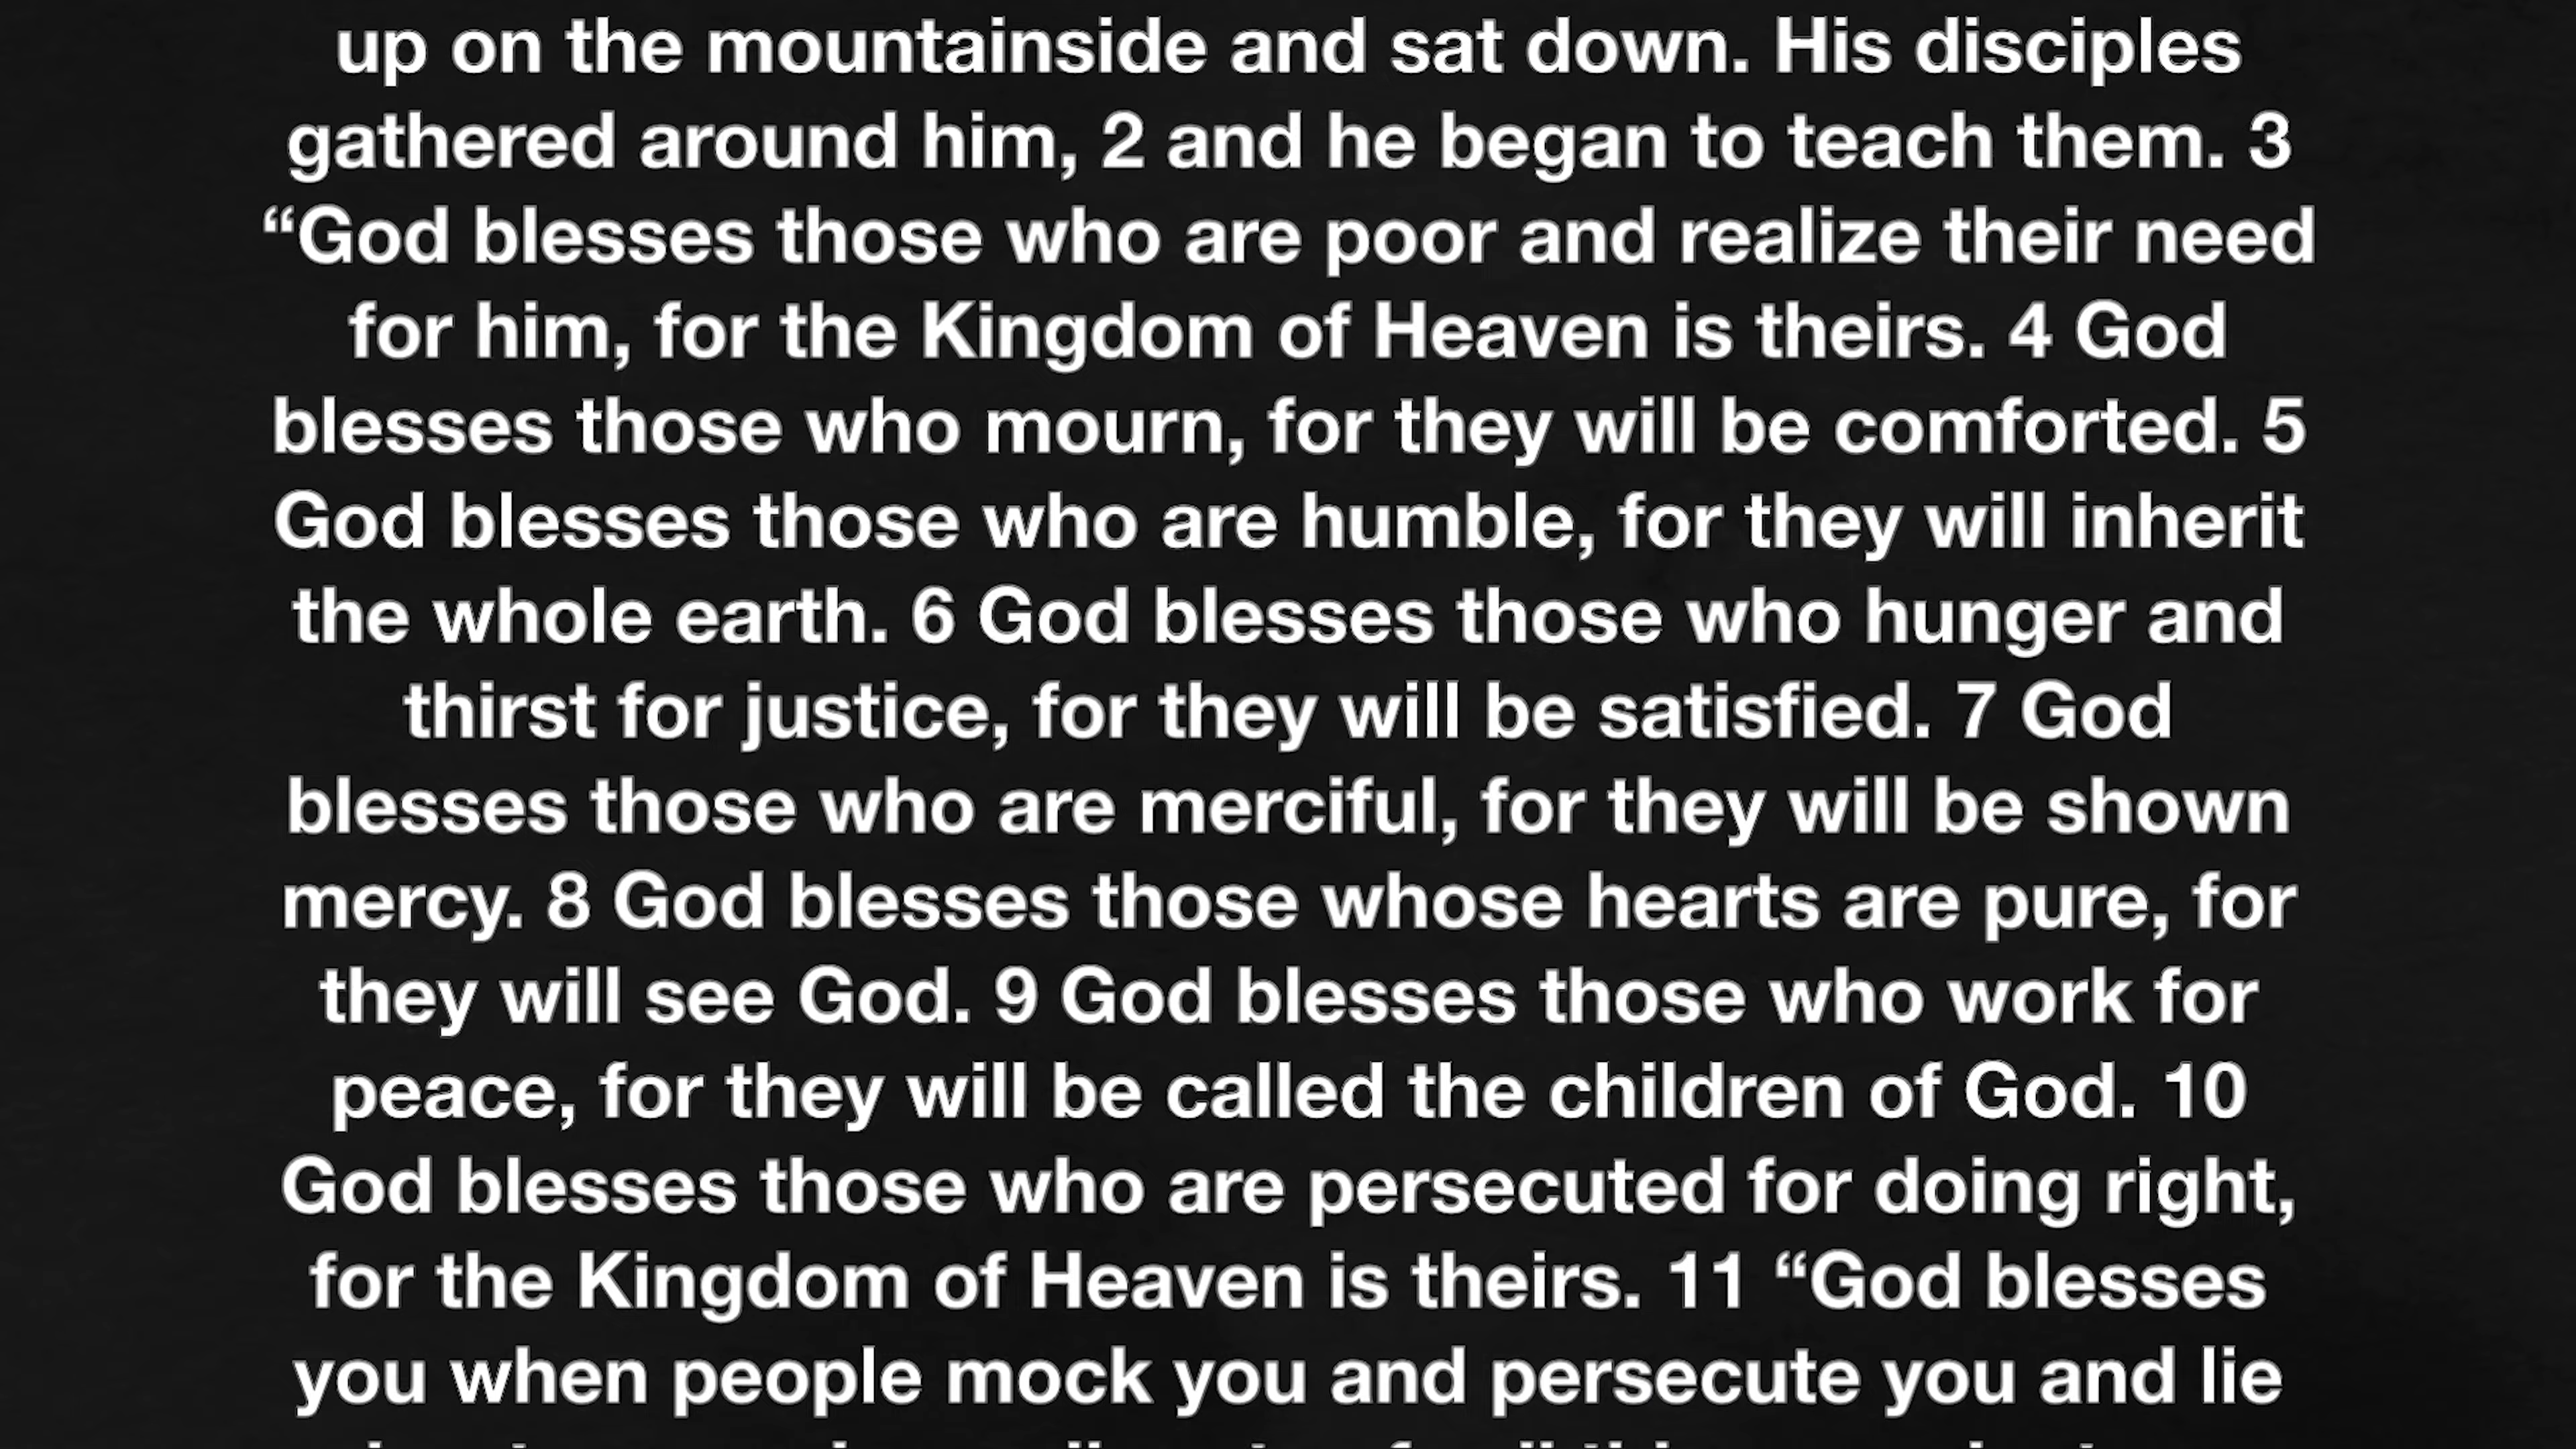 up on the mountainside and sat down. His disciples
gathered around him, 2 and he began to teach them. 3
“God blesses those who are poor and realize their need
for him, for the Kingdom of Heaven is theirs. 4 God
blesses those who mourn, for they will be comforted. 5
God blesses those who are humble, for they will inherit
the whole earth. 6 God blesses those who hunger and
thirst for justice, for they will be satisfied. 7 God
blesses those who are merciful, for they will be shown
mercy. 8 God blesses those whose hearts are pure, for
they will see God. 9 God blesses those who work for
peace, for they will be called the children of God. 10
God blesses those who are persecuted for doing right,
for the Kingdom of Heaven is theirs. 11 “God blesses
you when people mock you and persecute you and lie